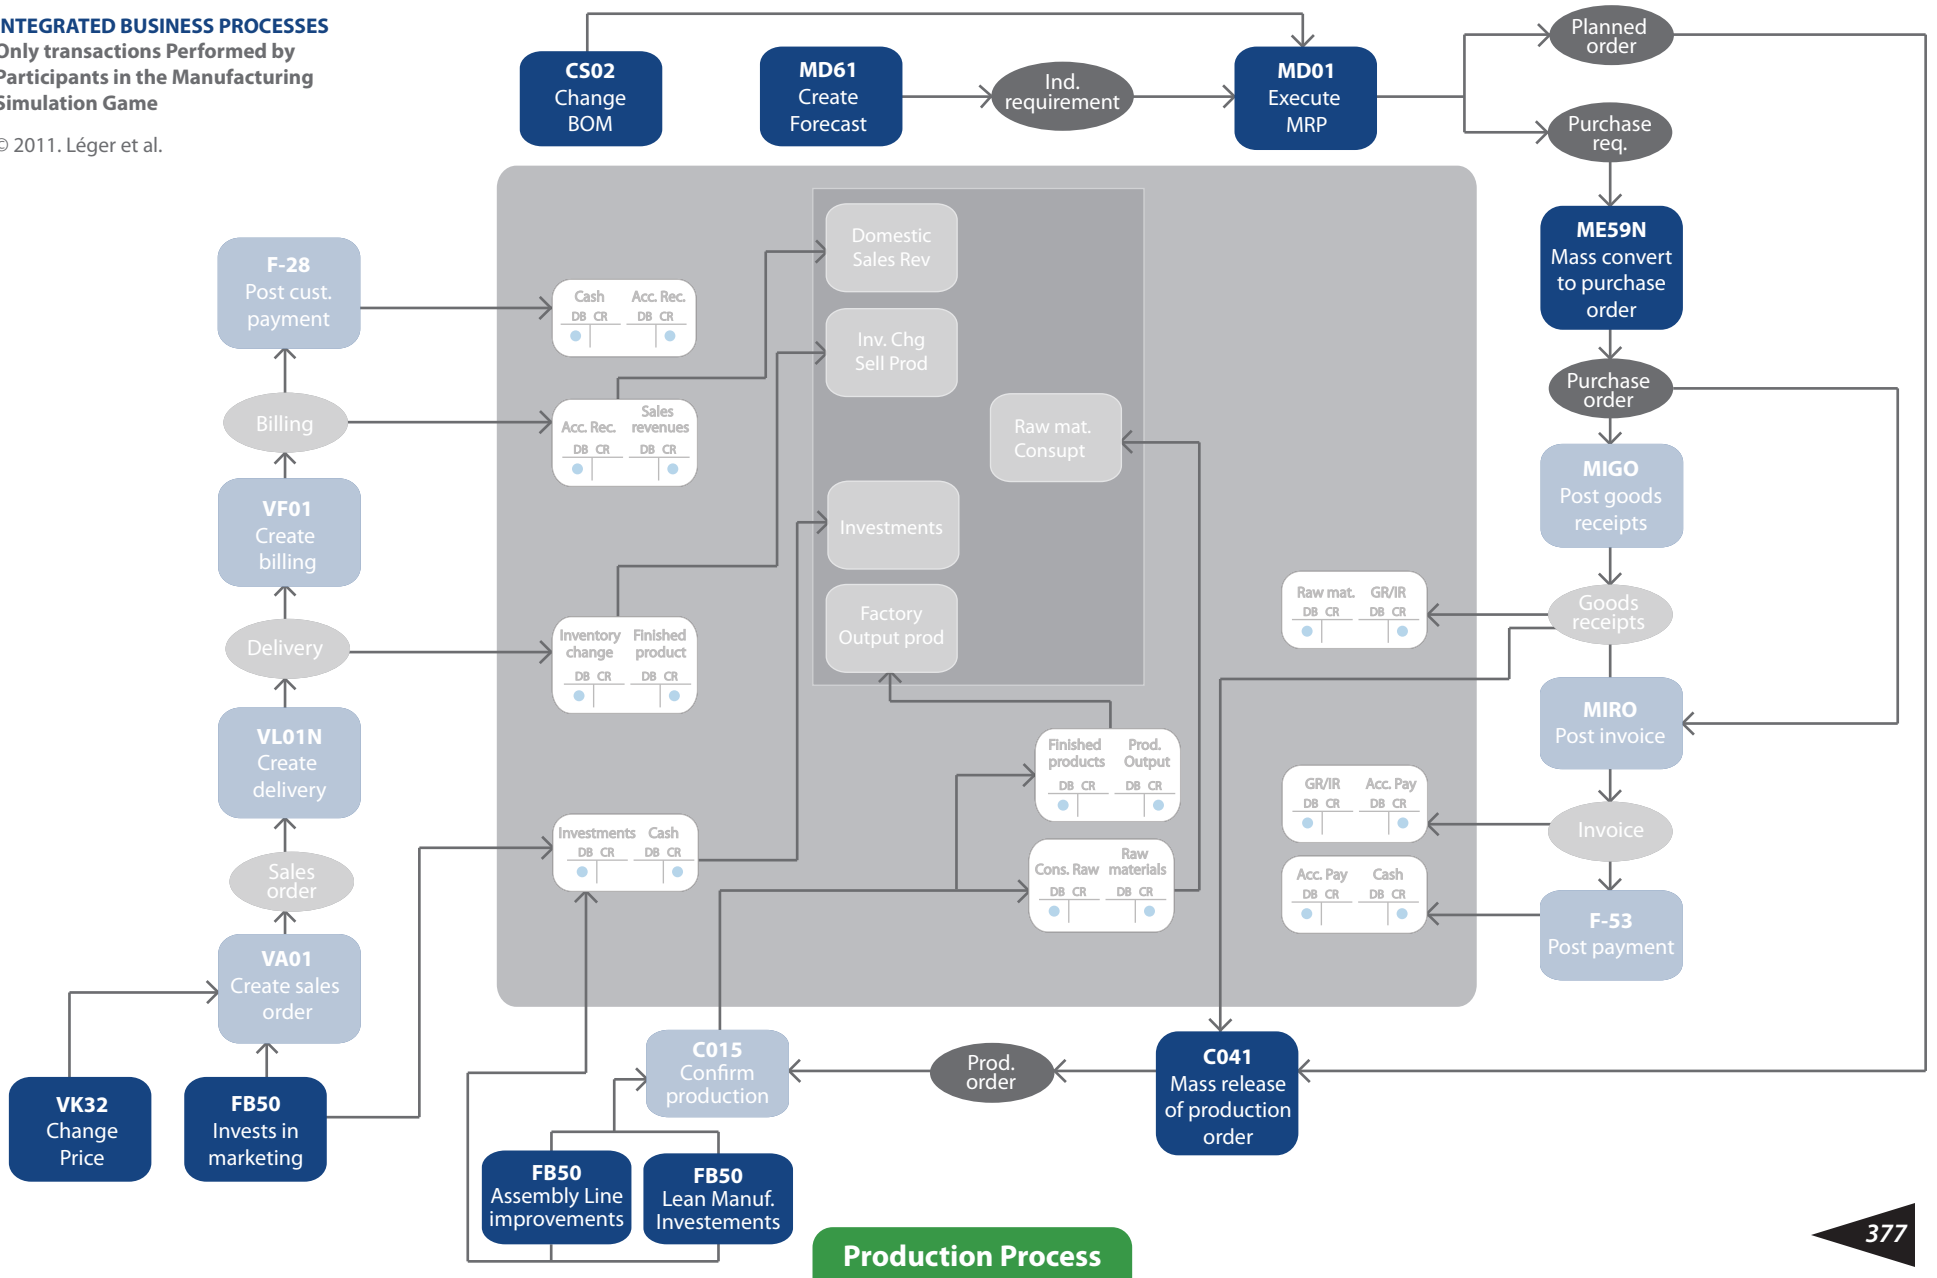 INTEGRATED BUSINESS PROCESSES
Only transactions Performed by
Participants in the Manufacturing
Simulation Game
© 2011. Léger et al.
CS02
Change
BOM
MD61
Create
Forecast
Ind.
requirement
MD01
Execute
MRP
Planned
order
Purchase
req.
ME59N
Mass convert
to purchase
order
Purchase
order
MIGO
Post goods
receipts
Goods
receipts
MIRO
Post invoice
Invoice
F-53
Post payment
F-28
Post cust.
payment
Billing
VF01
Create
billing
Delivery
VL01N
Create
delivery
Sales
order
VA01
Create sales
order
VK32
Change
Price
FB50
Invests in
marketing
Cash Acc. Rec.
DB CR DB CR
Acc. Rec. Sales
revenues
DB CR DB CR
Inventory
change
Finished
product
DB CR DB CR
Investments Cash
DB CR DB CR
Domestic
Sales Rev
Inv. Chg
Sell Prod
Raw mat.
Consupt
Investments
Factory
Output prod
Finished
products
Prod.
Output
DB CR DB CR
Cons. Raw Raw
materials
DB CR DB CR
Raw mat. GR/IR
DB CR DB CR
GR/IR Acc. Pay
DB CR DB CR
Acc. Pay Cash
DB CR DB CR
C015
Confirm
production
Prod.
order
C041
Mass release
of production
order
FB50
Assembly Line
improvements
FB50
Lean Manuf.
Investements
Production Process
377